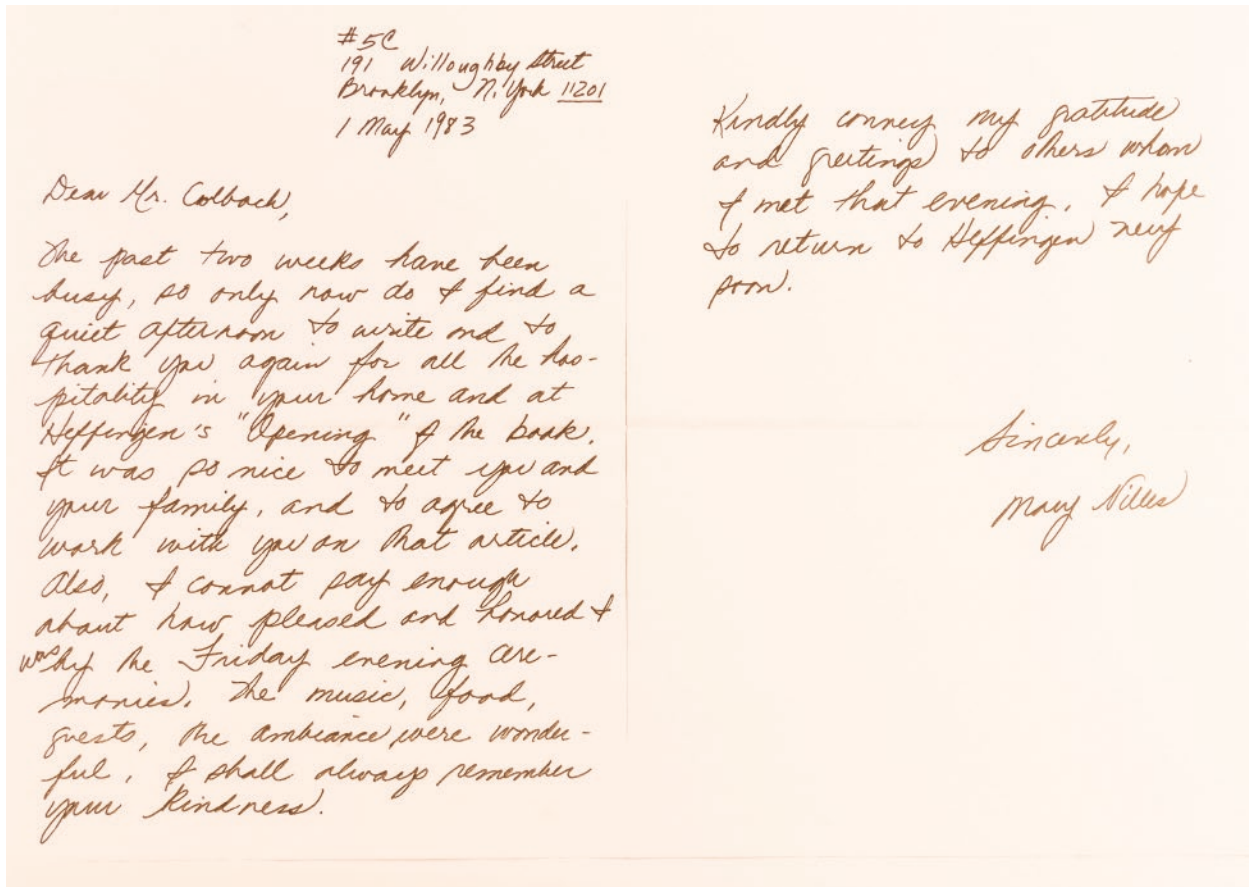 #5C
191 Willoughby Street
Brooklyn, N. York 11201
1 May 1983
Dear Mr. Colbach,
The past two weeks have been
busy, so only now do I find a
quiet afternoon to write and to
thank you again for all the hos-
pitality in your home and at
Heffingen's "Opening" of the book.
It was so nice to meet you and
your family, and to agree to
work with you on that article.
Also, I cannot say enough
about how pleased and honored I
was by the Friday evening cere-
monies. The music, food,
guests, the ambiance were wonder-
ful. I shall always remember
your kindness.
Kindly convey my gratitude
and greetings to others whom
I met that evening. I hope
to return to Heffingen very
soon.
Sincerely,
Mary Nilles